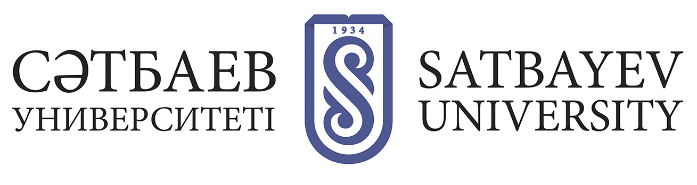 СӘТБАЕВ
УНИВЕРСИТЕТІ
1934
SATBAYEV
UNIVERSITY